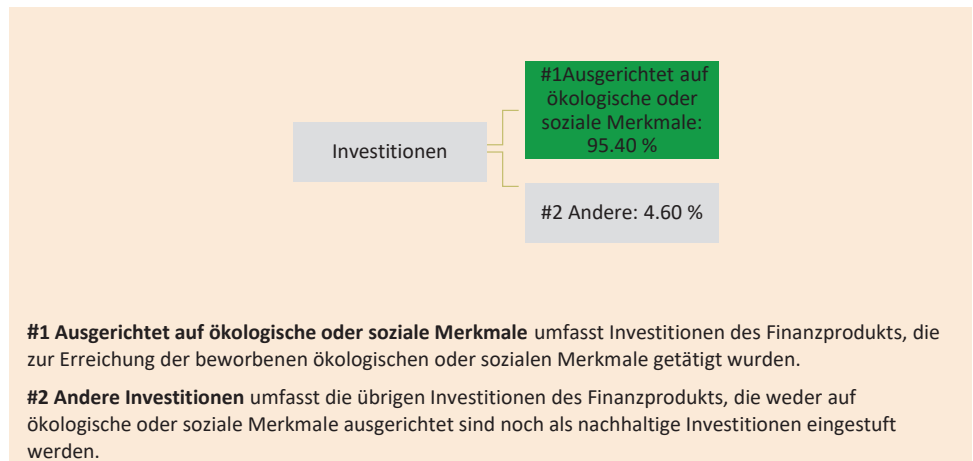 #1Ausgerichtet auf
ökologische oder
soziale Merkmale:
95.40 %
Investitionen
#2 Andere: 4.60 %
#1 Ausgerichtet auf ökologische oder soziale Merkmale umfasst Investitionen des Finanzprodukts, die
zur Erreichung der beworbenen ökologischen oder sozialen Merkmale getätigt wurden.
#2 Andere Investitionen umfasst die übrigen Investitionen des Finanzprodukts, die weder auf
ökologische oder soziale Merkmale ausgerichtet sind noch als nachhaltige Investitionen eingestuft
werden.